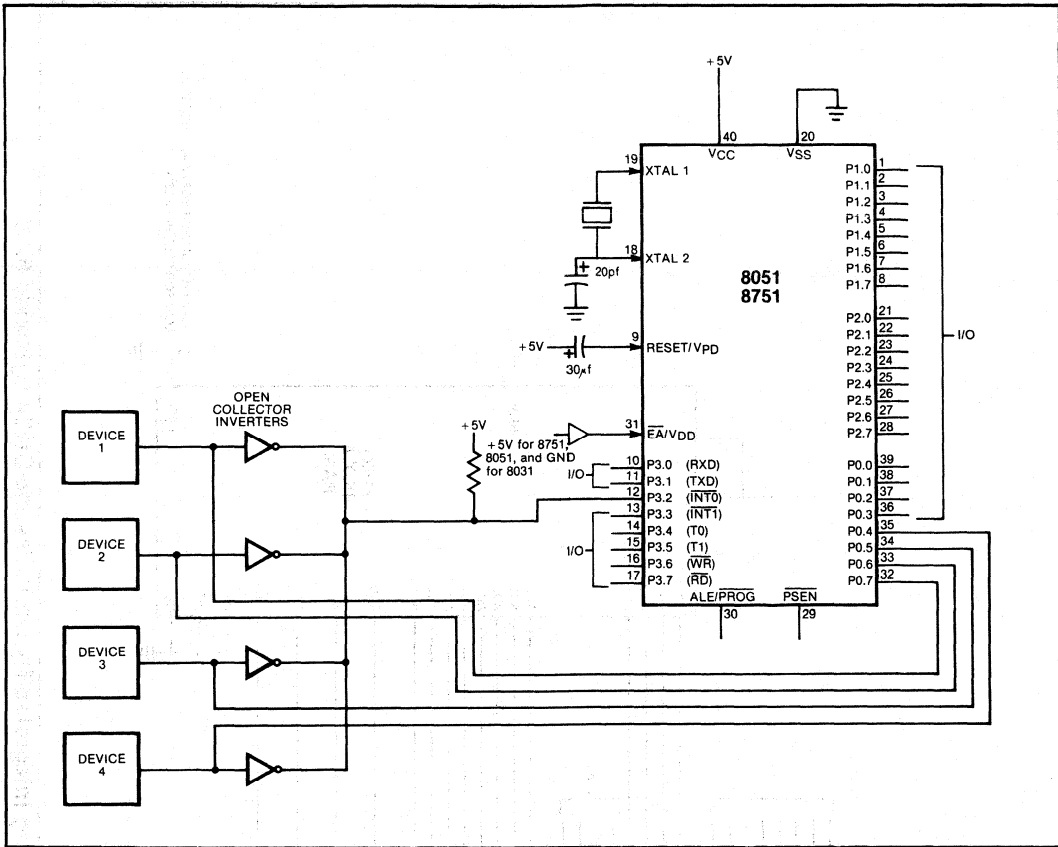 +5V
40
20
VCC
VSS
19
XTAL 1
18
XTAL 2
20pf
+
+5V
+
30µf
9
RESET/VPD
8051
8751
P1.0 1
P1.1 2
P1.2 3
P1.3 4
P1.4 5
P1.5 6
P1.6 7
P1.7 8
P2.0 21
P2.1 22
P2.2 23
P2.3 24
P2.4 25
P2.5 26
P2.6 27
P2.7 28
I/O
P0.0 39
P0.1 38
P0.2 37
P0.3 36
P0.4 35
P0.5 34
P0.6 33
P0.7 32
OPEN
COLLECTOR
INVERTERS
+5V
+5V for 8751,
8051, and GND
for 8031
31
EA/VDD
I/O
10 P3.0 (RXD)
11 P3.1 (TXD)
12 P3.2 (INT0)
13 P3.3 (INT1)
14 P3.4 (T0)
15 P3.5 (T1)
16 P3.6 (WR)
17 P3.7 (RD)
I/O
ALE/PROG
PSEN
30
29
DEVICE
1
DEVICE
2
DEVICE
3
DEVICE
4